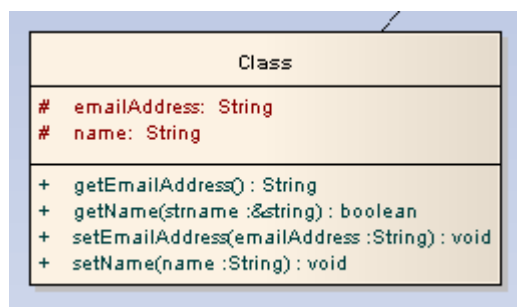 Class
# emailAddress: String
# name: String
+ getEmailAddress() : String
+ getName(strname :&string) : boolean
+ setEmailAddress(emailAddress :String) : void
+ setName(name :String) : void